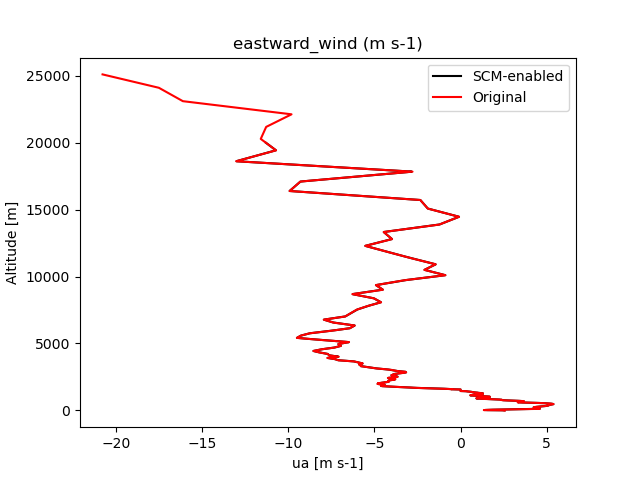 eastward_wind (m s-1)
SCM-enabled
Original
25000
20000
15000
10000
5000
0
Altitude [m]
−20
−15
−10
−5
0
5
ua [m s-1]